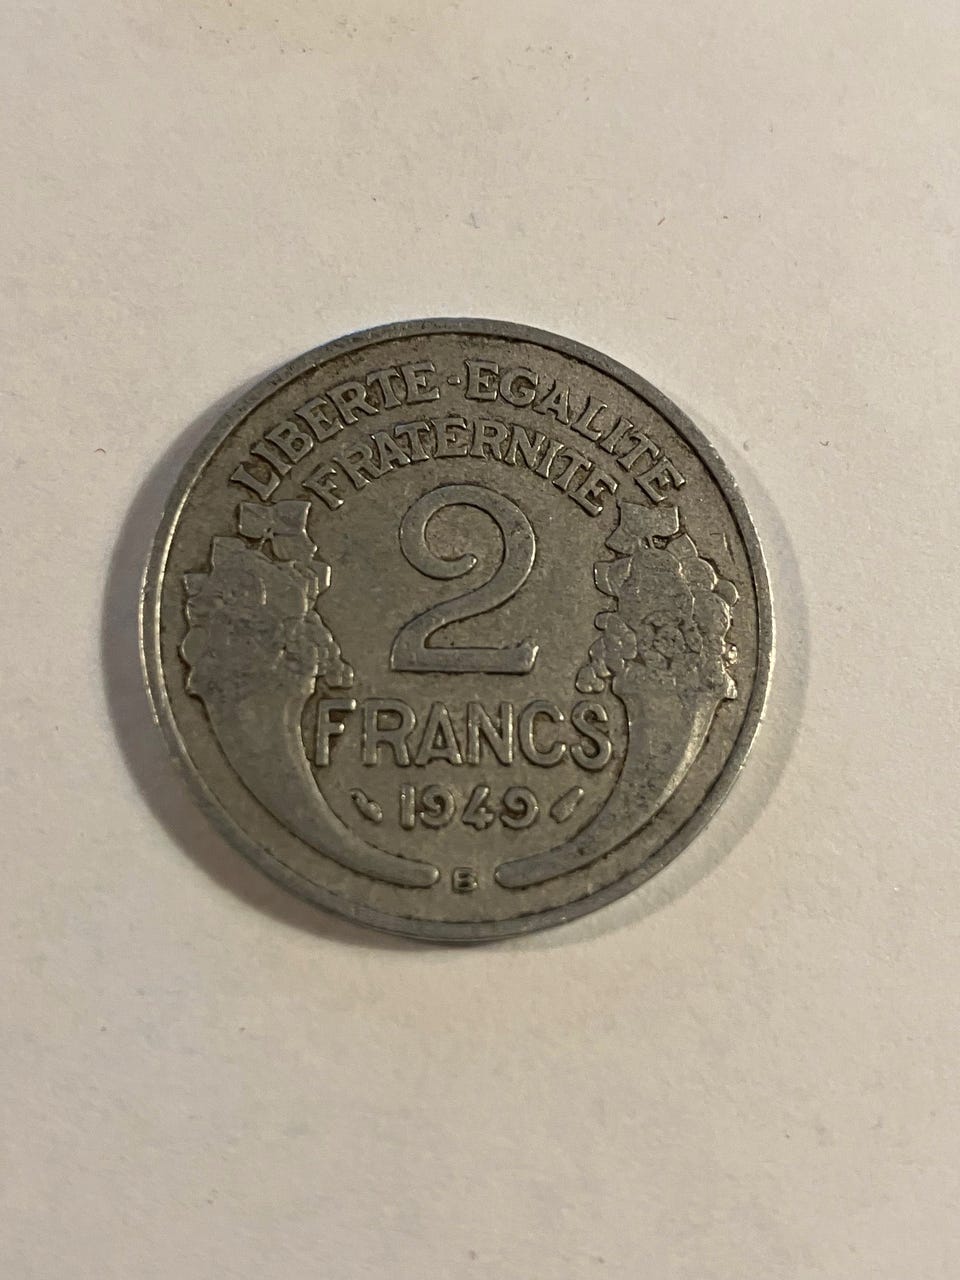 LIBERTE·EGALITE
FRATERNITE
2
FRANCS
1949
B